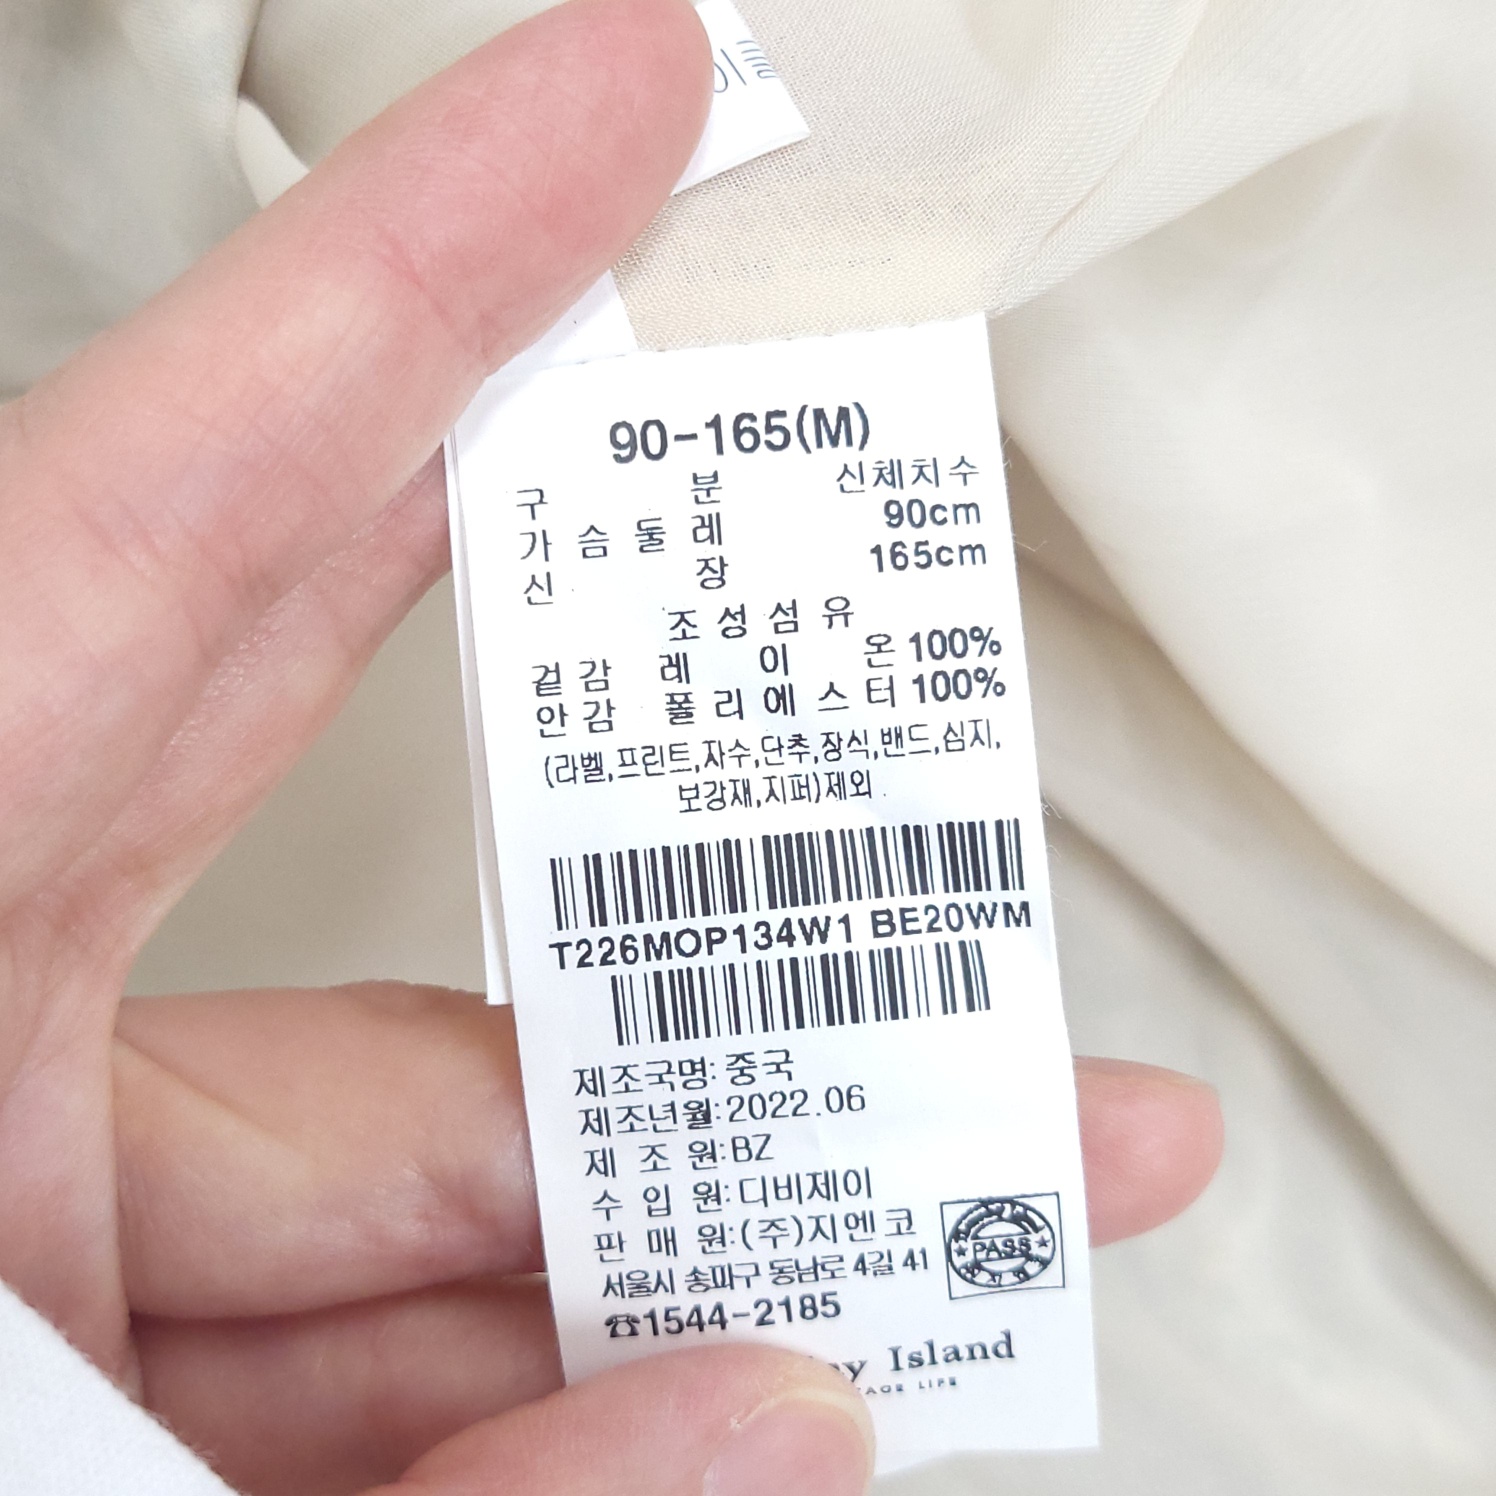 90-165(M)
구 분 신체치수
가 슴 둘 레 90cm
신 장 165cm
조 성 섬 유
겉 감 레 이 온 100%
안 감 폴 리 에 스 터 100%
(라벨,프린트,자수,단추,장식,밴드,심지,
보강재,지퍼)제외
T226MOP134W1 BE20WM
제조국명:중국
제조년월:2022.06
제 조 원:BZ
수 입 원:디비제이
판 매 원:(주)지엔코
서울시 송파구 동남로 4길 41
☎1544-2185
PASS
Island
LIFE